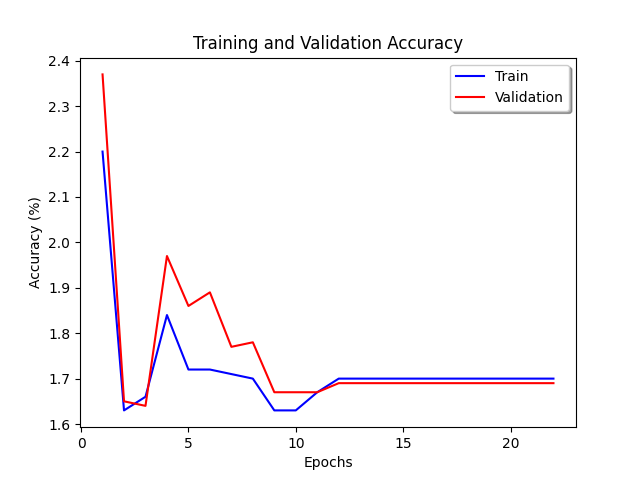 Training and Validation Accuracy
Train
Validation
Accuracy (%)
2.4
2.3
2.2
2.1
2.0
1.9
1.8
1.7
1.6
0
5
10
15
20
Epochs